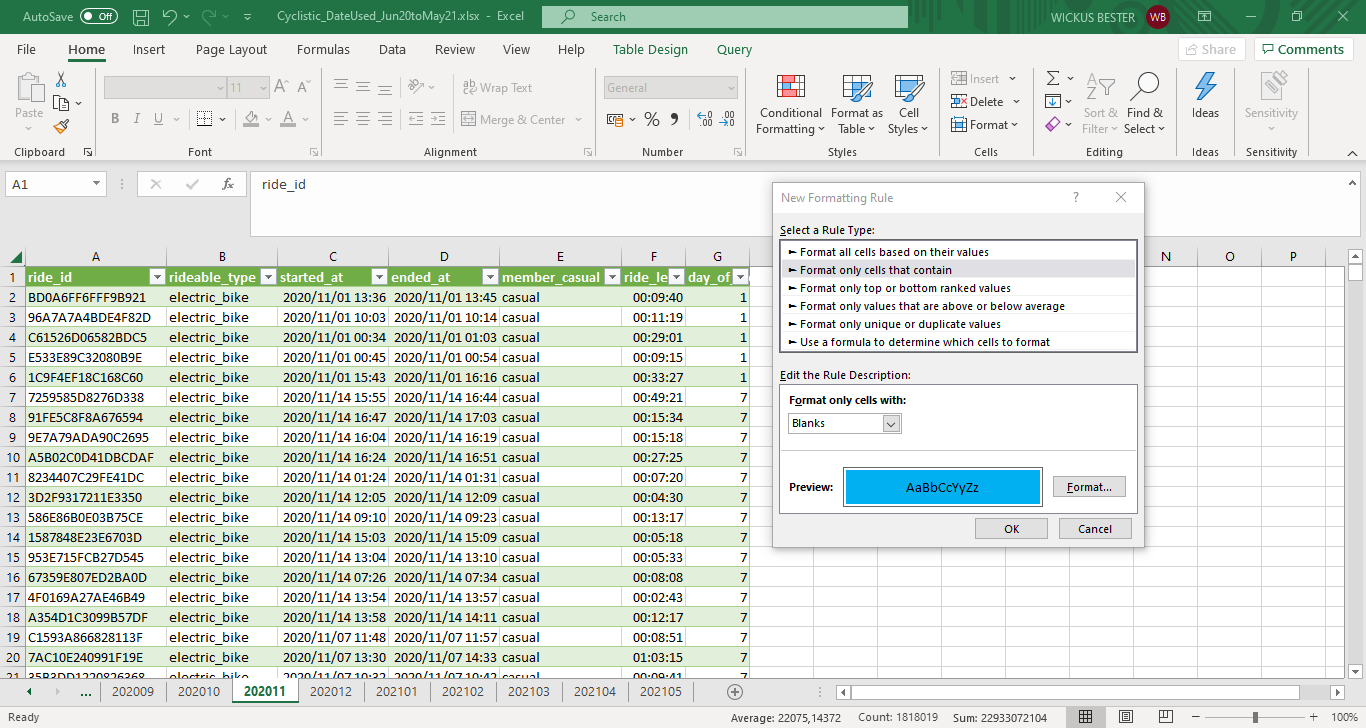 AutoSave Off Cyclistic_DateUsed_Jun20toMay21.xlsx - Excel Search WICKUS BESTER WB
File Home Insert Page Layout Formulas Data Review View Help Table Design Query Share Comments
Paste 11 Wrap Text General Conditional Formatting Format as Table Cell Styles Insert Sort & Filter Find & Select Ideas Sensitivity
B I U Merge & Center % Delete
Format
Clipboard Font Alignment Number Styles Cells Editing Ideas Sensitivity
A1 fx ride_id
New Formatting Rule ?
Select a Rule Type:
► Format all cells based on their values
► Format only cells that contain
► Format only top or bottom ranked values
► Format only values that are above or below average
► Format only unique or duplicate values
► Use a formula to determine which cells to format
Edit the Rule Description:
Format only cells with:
Blanks
Preview: AaBbCcYyZz Format...
OK Cancel
A B C D E F G N O P
1 ride_id rideable_type started_at ended_at member_casual ride_le day_of_
2 BD0A6FF6FFF9B921 electric_bike 2020/11/01 13:36 2020/11/01 13:45 casual 00:09:40 1
3 96A7A7A4BDE4F82D electric_bike 2020/11/01 10:03 2020/11/01 10:14 casual 00:11:19 1
4 C61526D06582BDC5 electric_bike 2020/11/01 00:34 2020/11/01 01:03 casual 00:29:01 1
5 E533E89C32080B9E electric_bike 2020/11/01 00:45 2020/11/01 00:54 casual 00:09:15 1
6 1C9F4EF18C168C60 electric_bike 2020/11/01 15:43 2020/11/01 16:16 casual 00:33:27 1
7 7259585D8276D338 electric_bike 2020/11/14 15:55 2020/11/14 16:44 casual 00:49:21 7
8 91FE5C8F8A676594 electric_bike 2020/11/14 16:47 2020/11/14 17:03 casual 00:15:34 7
9 9E7A79ADA90C2695 electric_bike 2020/11/14 16:04 2020/11/14 16:19 casual 00:15:18 7
10 A5B02C0D41DBCDAF electric_bike 2020/11/14 16:24 2020/11/14 16:51 casual 00:27:25 7
11 8234407C29FE41DC electric_bike 2020/11/14 01:24 2020/11/14 01:31 casual 00:07:20 7
12 3D2F9317211E3350 electric_bike 2020/11/14 12:05 2020/11/14 12:09 casual 00:04:30 7
13 586E86B0E03B75CE electric_bike 2020/11/14 09:10 2020/11/14 09:23 casual 00:13:17 7
14 1587848E23E6703D electric_bike 2020/11/14 15:03 2020/11/14 15:09 casual 00:05:18 7
15 953E715FCB27D545 electric_bike 2020/11/14 13:04 2020/11/14 13:10 casual 00:05:33 7
16 67359E807ED2BA0D electric_bike 2020/11/14 07:26 2020/11/14 07:34 casual 00:08:08 7
17 4F0169A27AE46B49 electric_bike 2020/11/14 13:54 2020/11/14 13:57 casual 00:02:43 7
18 A354D1C3099B57DF electric_bike 2020/11/14 13:58 2020/11/14 14:11 casual 00:12:17 7
19 C1593A866828113F electric_bike 2020/11/07 11:48 2020/11/07 11:57 casual 00:08:51 7
20 7AC10E240991F19E electric_bike 2020/11/07 13:30 2020/11/07 14:33 casual 01:03:15 7
... 202009 202010 202011 202012 202101 202102 202103 202104 202105
Ready Average: 22075,14372 Count: 1818019 Sum: 22933072104 100%